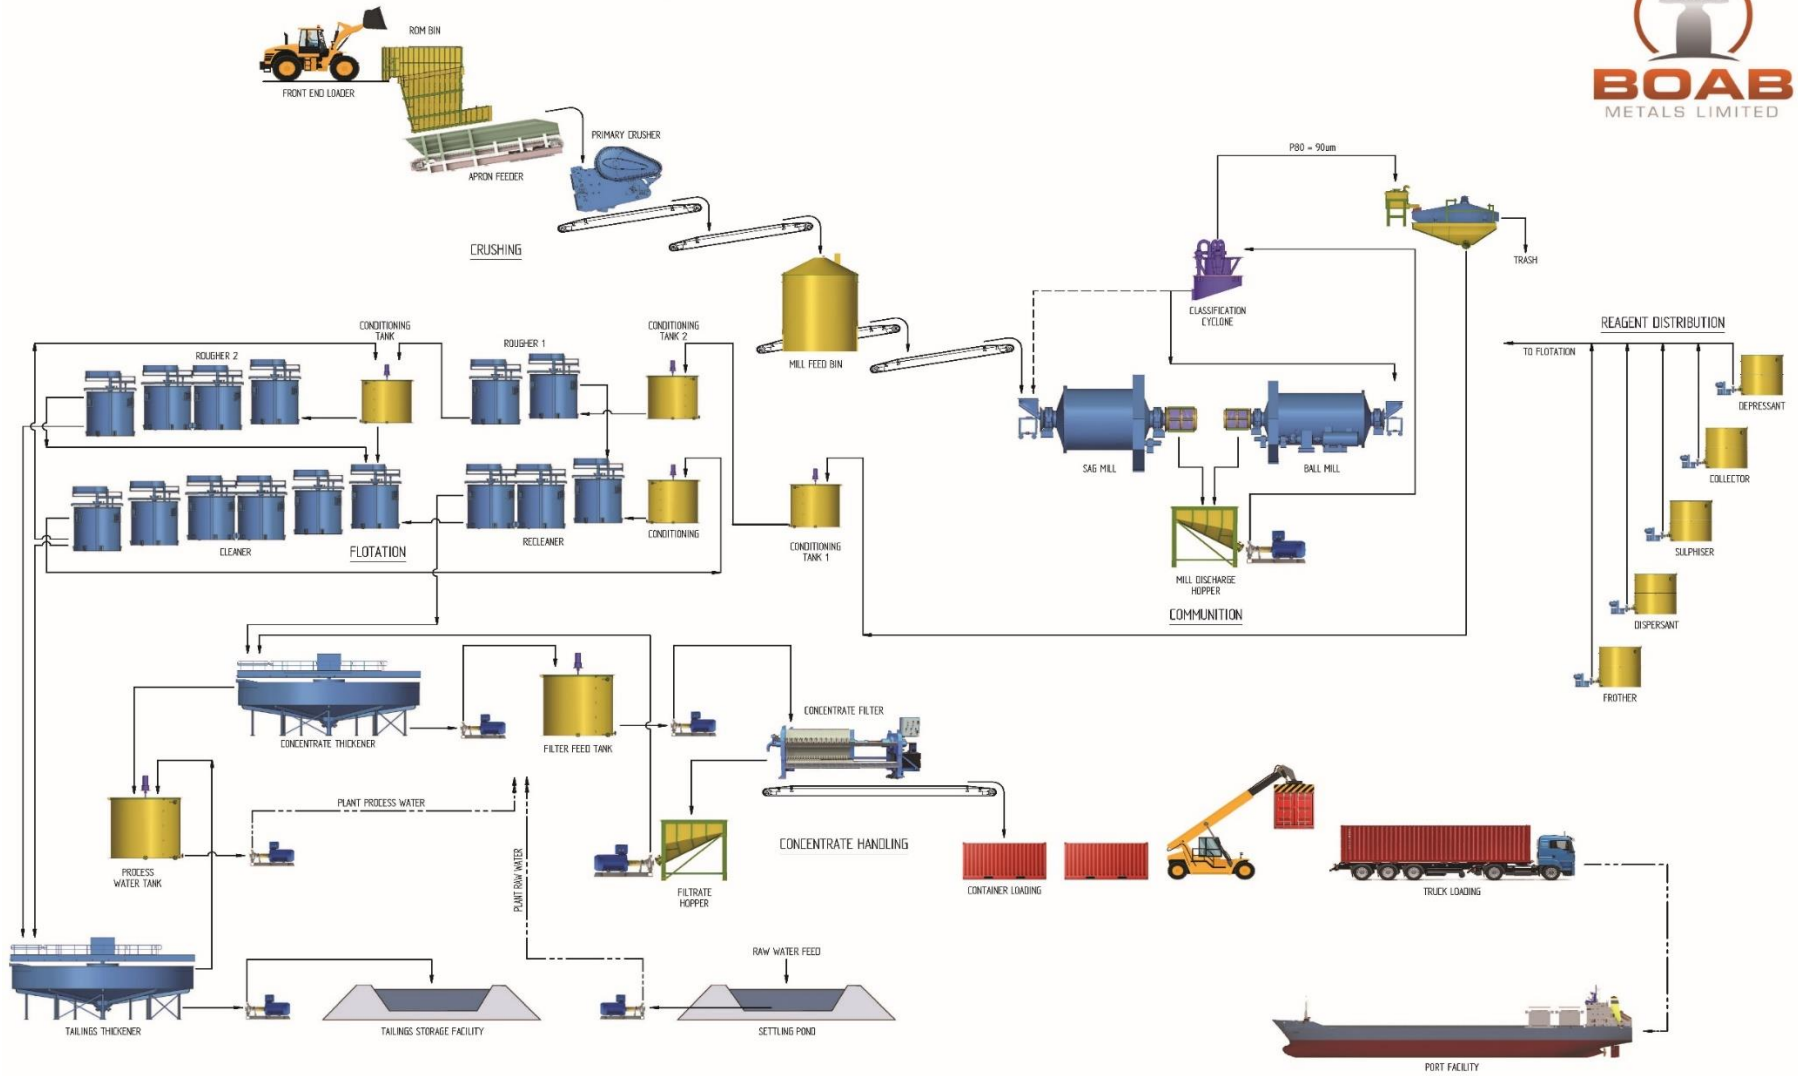 BOAB
METALS LIMITED
ROM BIN
FRONT END LOADER
PRIMARY CRUSHER
APRON FEEDER
CRUSHING
P80 = 90um
TRASH
CLASSIFICATION
CYCLONE
MILL FEED BIN
REAGENT DISTRIBUTION
TO FLOTATION
DEPRESSANT
COLLECTOR
SULPHISER
DISPERSANT
FROTHER
CONDITIONING
TANK
CONDITIONING
TANK 2
ROUGHER 2
ROUGHER 1
SAG MILL
BALL MILL
CLEANER
FLOTATION
RECLEANER
CONDITIONING
CONDITIONING
TANK 1
MILL DISCHARGE
HOPPER
COMMUNITION
CONCENTRATE THICKENER
FILTER FEED TANK
CONCENTRATE FILTER
PLANT PROCESS WATER
PLANT RAW WATER
PROCESS
WATER TANK
FILTRATE
HOPPER
CONCENTRATE HANDLING
CONTAINER LOADING
TRUCK LOADING
TAILINGS THICKENER
TAILINGS STORAGE FACILITY
RAW WATER FEED
SETTLING POND
PORT FACILITY